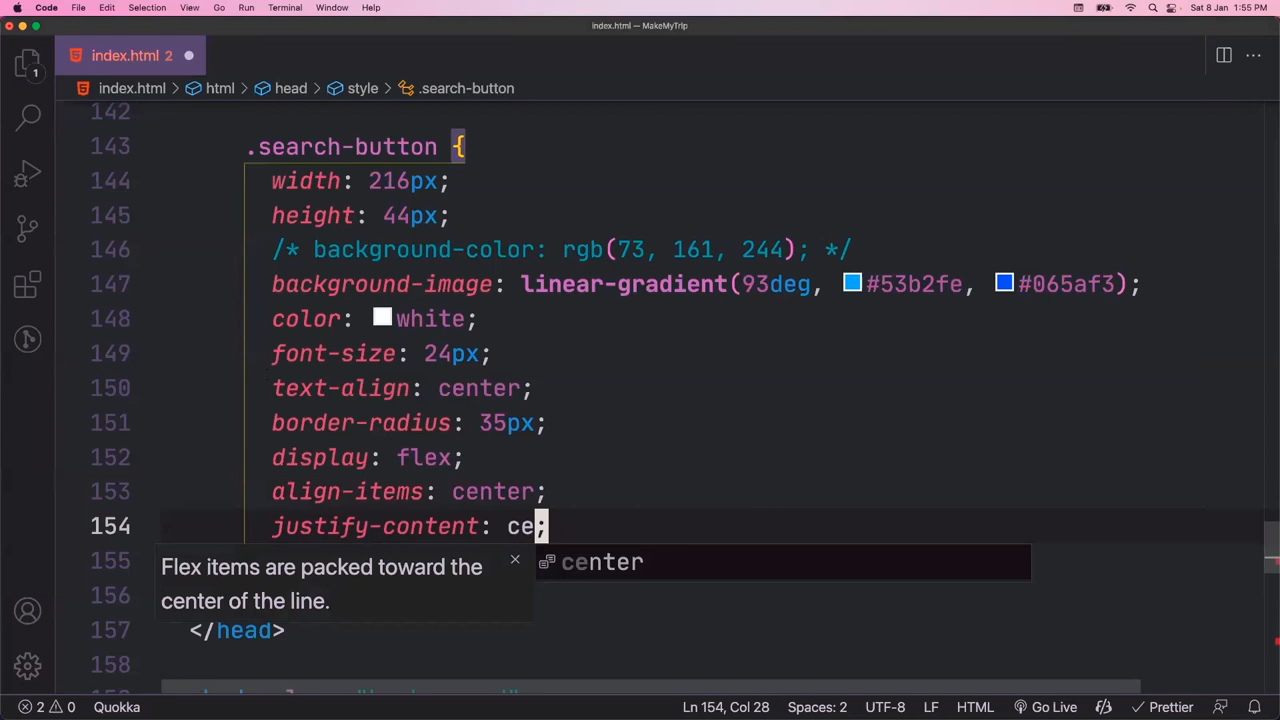 Code File Edit Selection View Go Run Terminal Window Help Sat 8 Jan 1:55 PM
index.html — MakeMyTrip
index.html 2
1
index.html > html > head > style > .search-button
142
143 .search-button {
144 width: 216px;
145 height: 44px;
146 /* background-color: rgb(73, 161, 244); */
147 background-image: linear-gradient(93deg, #53b2fe, #065af3);
148 color: white;
149 font-size: 24px;
150 text-align: center;
151 border-radius: 35px;
152 display: flex;
153 align-items: center;
154 justify-content: ce;
155
center
Flex items are packed toward the
center of the line.
156
157 </head>
158
2 0 Quokka Ln 154, Col 28 Spaces: 2 UTF-8 LF HTML Go Live Prettier